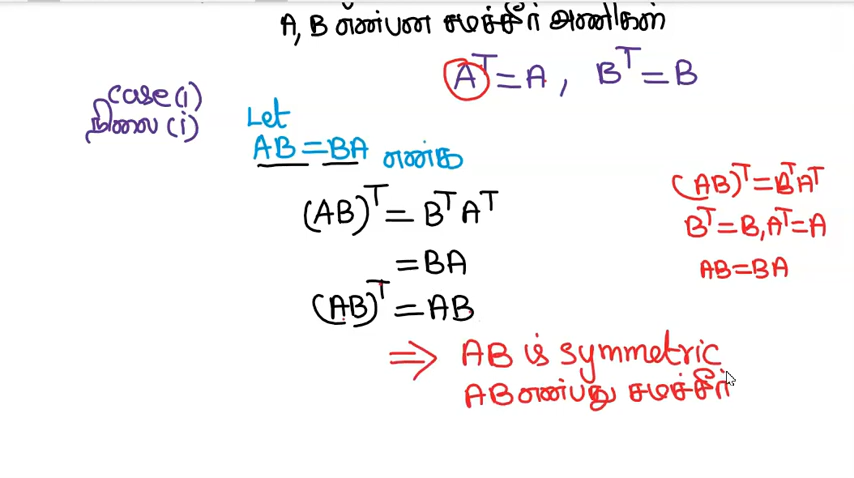 A, B என்பன சமச்சீர் அணிகள்
Aᵀ = A, Bᵀ = B
case (i)
நிலை (i)
Let
AB = BA என்க
(AB)ᵀ = BᵀAᵀ
= BA
(AB)ᵀ = AB
⇒ AB is symmetric
AB என்பது சமச்சீர்
(AB)ᵀ = BᵀAᵀ
Bᵀ = B, Aᵀ = A
AB = BA